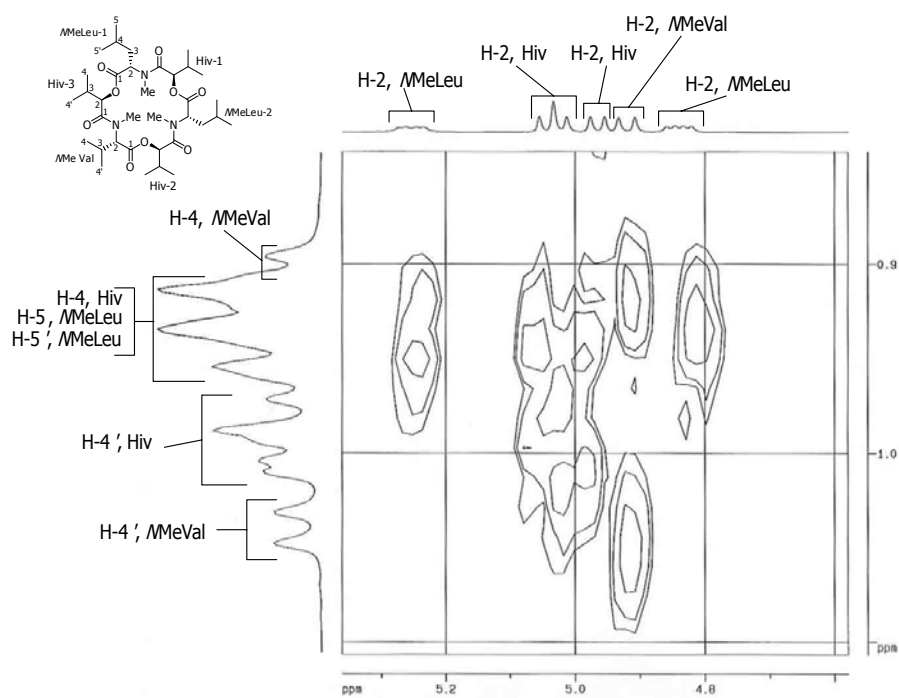 NMeLeu-1
5
5'
4
3
O
Hiv-1
1
2
N
O
O
Me
O
4
Hiv-3
3
4'
2
O
1
N
Me
Me
N
NMeLeu-2
4
3
2
1
O
O
O
NMe Val
4'
O
Hiv-2
H-2, NMeLeu
H-2, Hiv
H-2, Hiv
H-2, NMeVal
H-2, NMeLeu
H-4, NMeVal
H-4, Hiv
H-5, NMeLeu
H-5', NMeLeu
H-4', Hiv
H-4', NMeVal
0.9
1.0
ppm
ppm
5.2
5.0
4.8